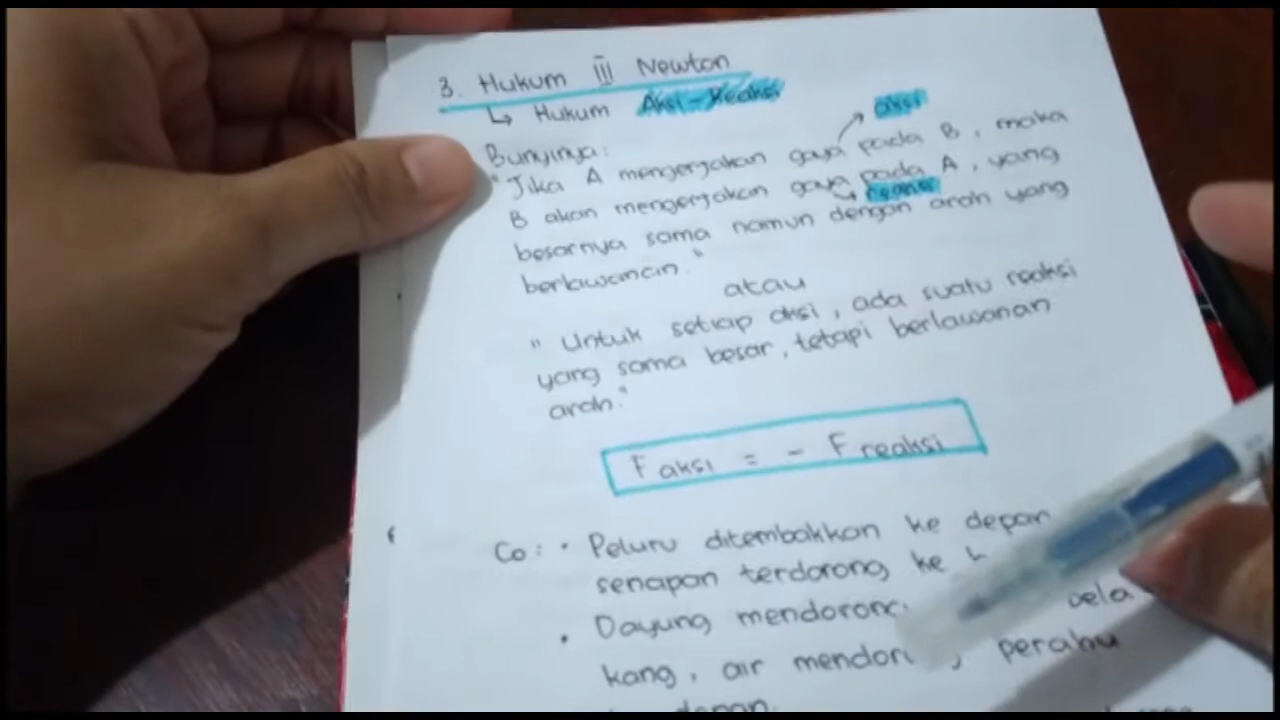 3. Hukum III Newton
↳ Hukum Aksi - Reaksi
Bunyinya: aksi
"Jika A mengerjakan gaya pada B, maka
B akan mengerjakan gaya pada A, yang
reaksi
besarnya sama namun dengan arah yang
berlawanan."
atau
"Untuk setiap aksi, ada suatu reaksi
yang sama besar, tetapi berlawanan
arah."
F aksi = - F reaksi
Co: • Peluru ditembakkan ke depan
senapan terdorong ke
• Dayung mendorong
kang, air mendorong perahu
depan.